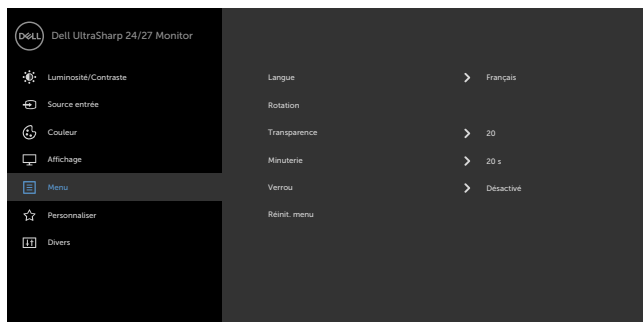 DELL
Dell UltraSharp 24/27 Monitor
Luminosité/Contraste
Source entrée
Couleur
Affichage
Menu
Personnaliser
Divers
Langue
Français
Rotation
Transparence
20
Minuterie
20 s
Verrou
Désactivé
Réinit. menu